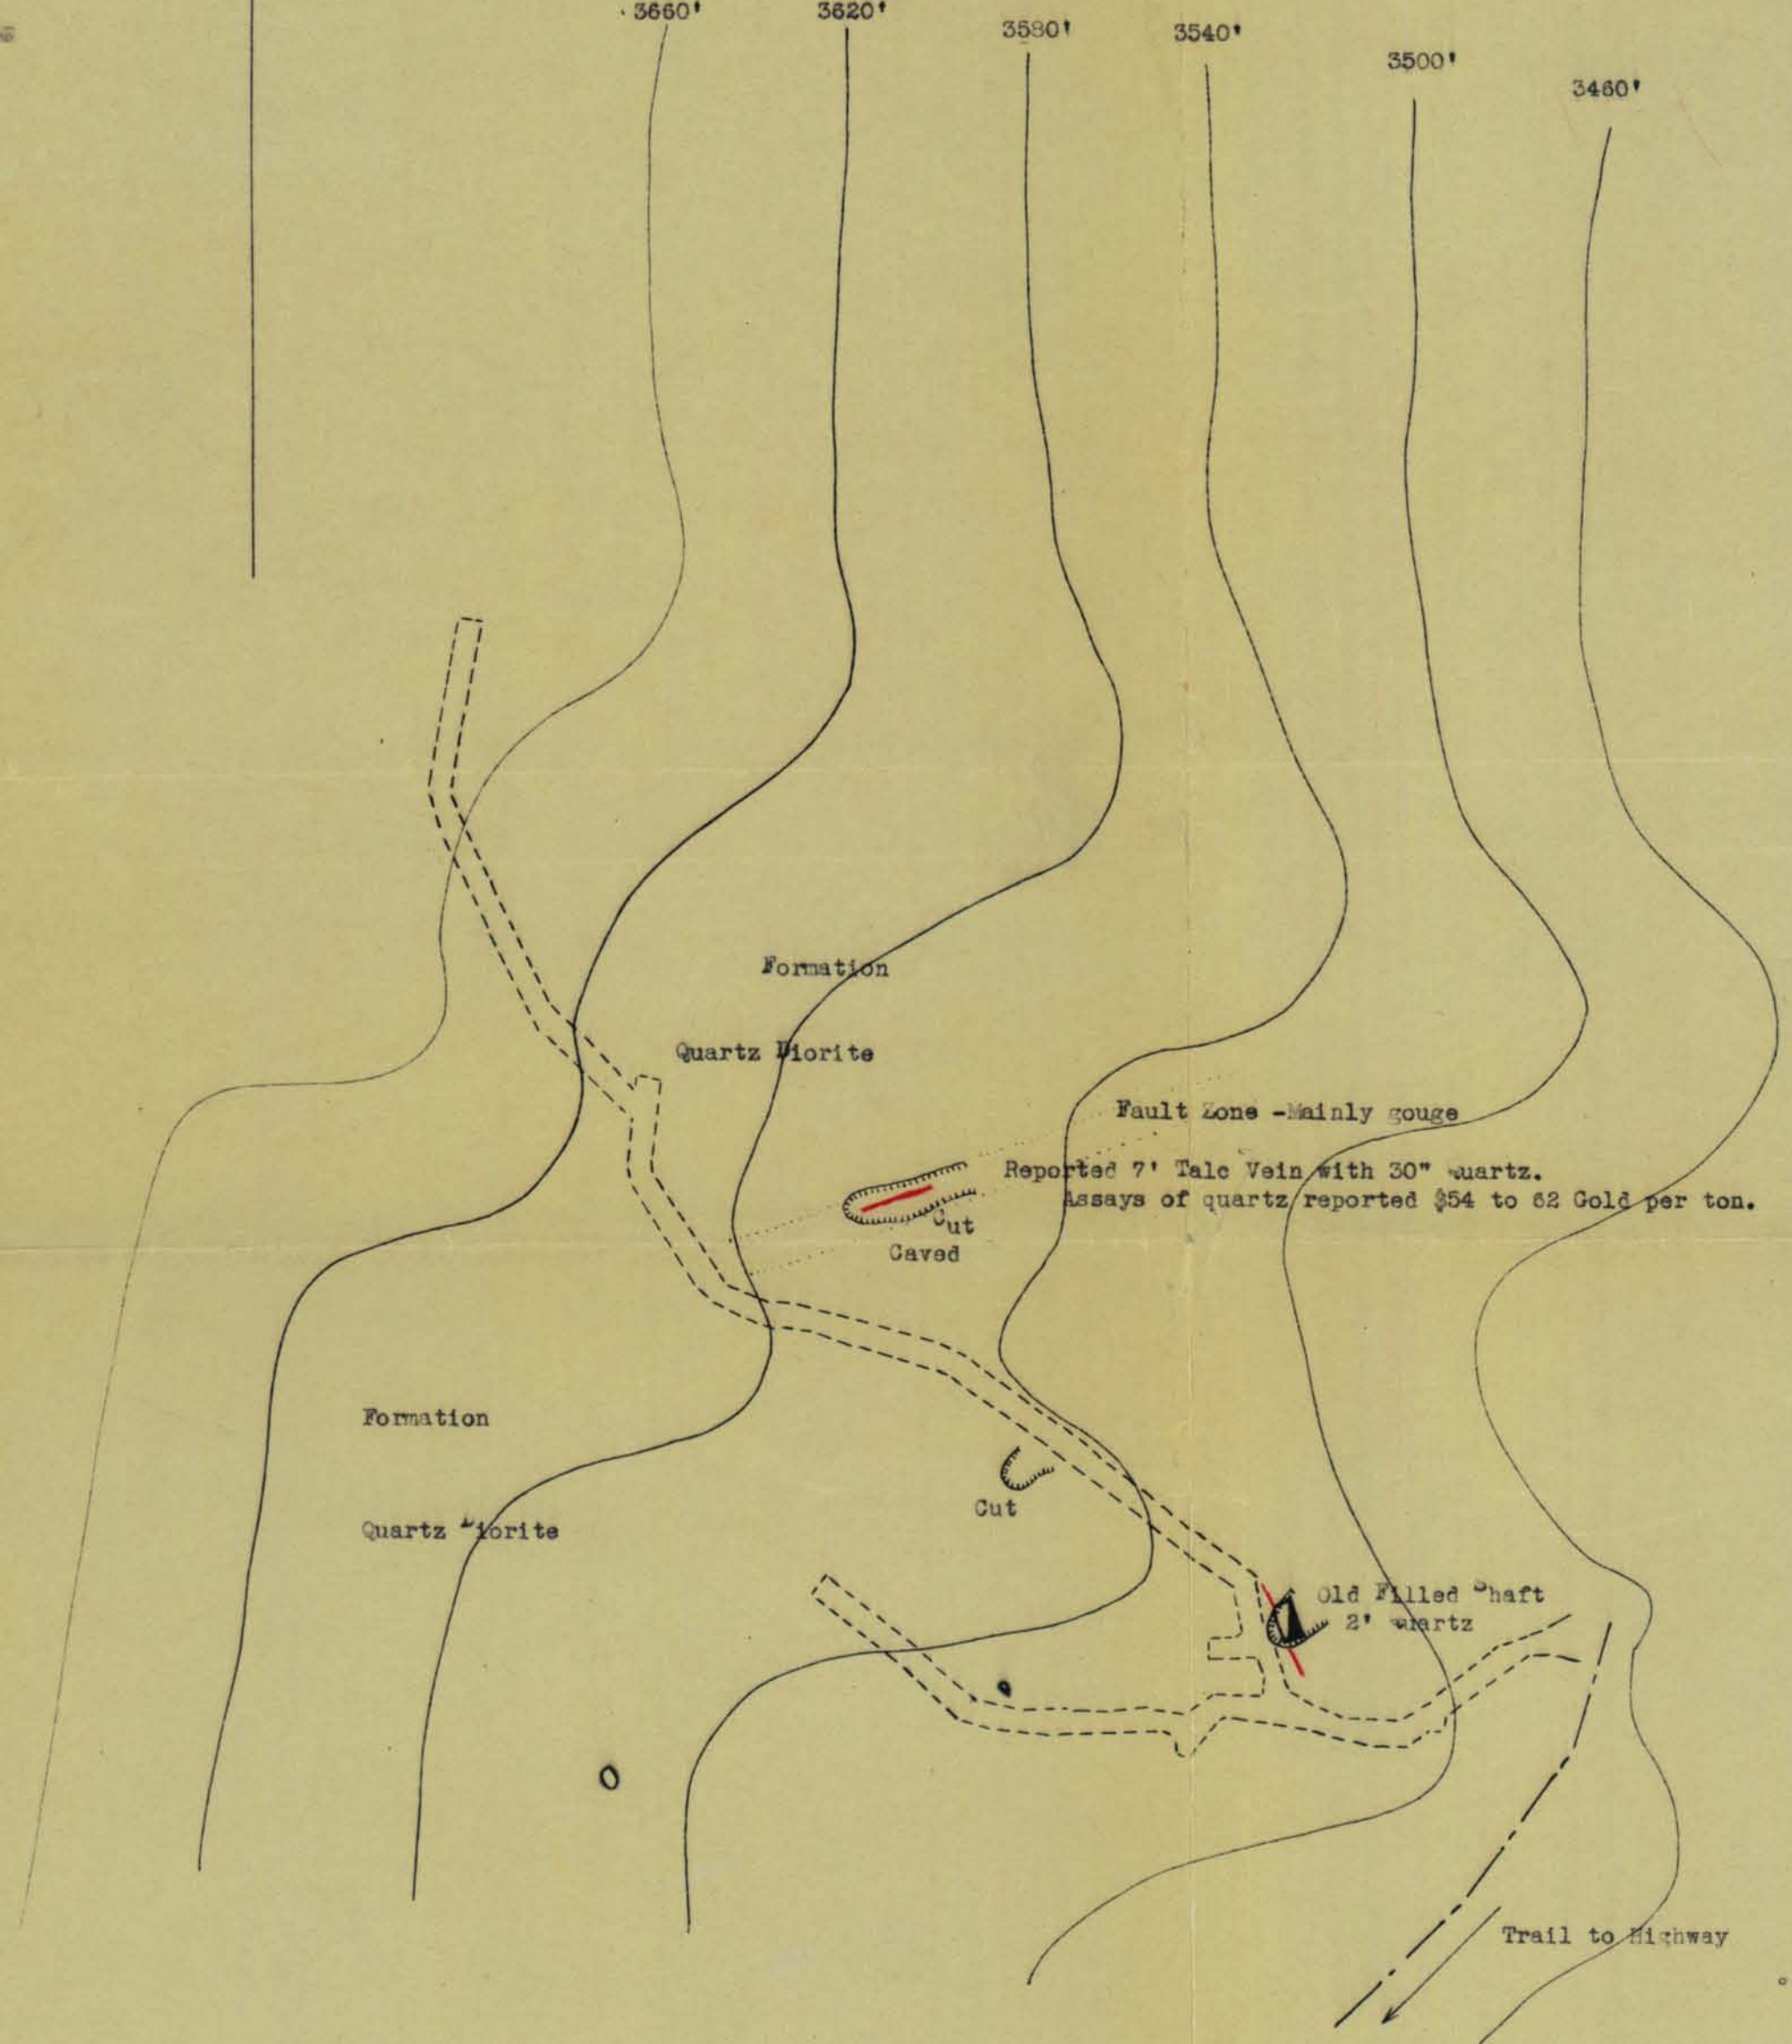 3660'
3620'
3580'
3540'
3500'
3460'
Formation
Quartz Diorite
Fault Zone -Mainly gouge
Reported 7' Talc Vein with 30" quartz.
Assays of quartz reported $54 to 62 Gold per ton.
Cut
Caved
Formation
Quartz Diorite
Cut
Old Filled Shaft
2' quartz
Trail to Highway